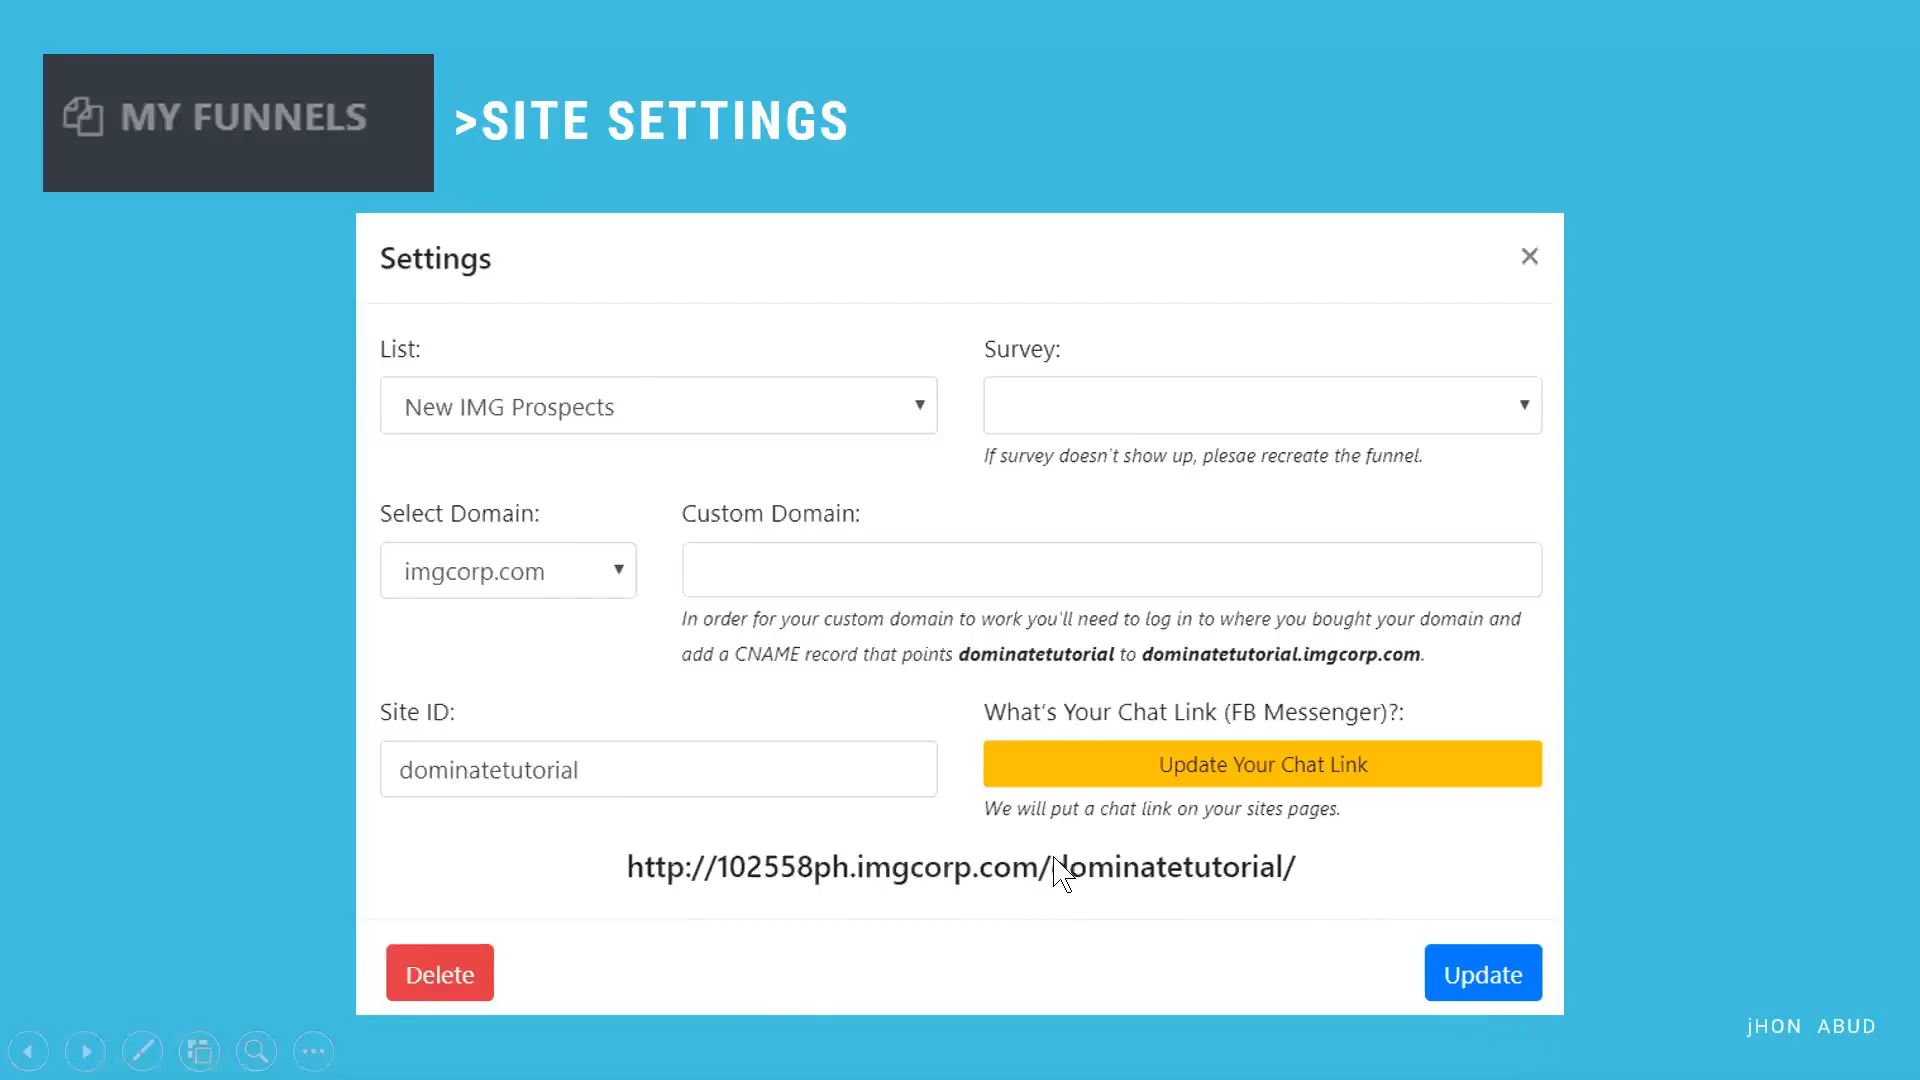 MY FUNNELS
>SITE SETTINGS
Settings
×
List:
Survey:
New IMG Prospects
If survey doesn't show up, plesae recreate the funnel.
Select Domain:
Custom Domain:
imgcorp.com
In order for your custom domain to work you'll need to log in to where you bought your domain and
add a CNAME record that points dominatetutorial to dominatetutorial.imgcorp.com.
Site ID:
What's Your Chat Link (FB Messenger)?:
dominatetutorial
Update Your Chat Link
We will put a chat link on your sites pages.
http://102558ph.imgcorp.com/dominatetutorial/
Delete
Update
jHON ABUD